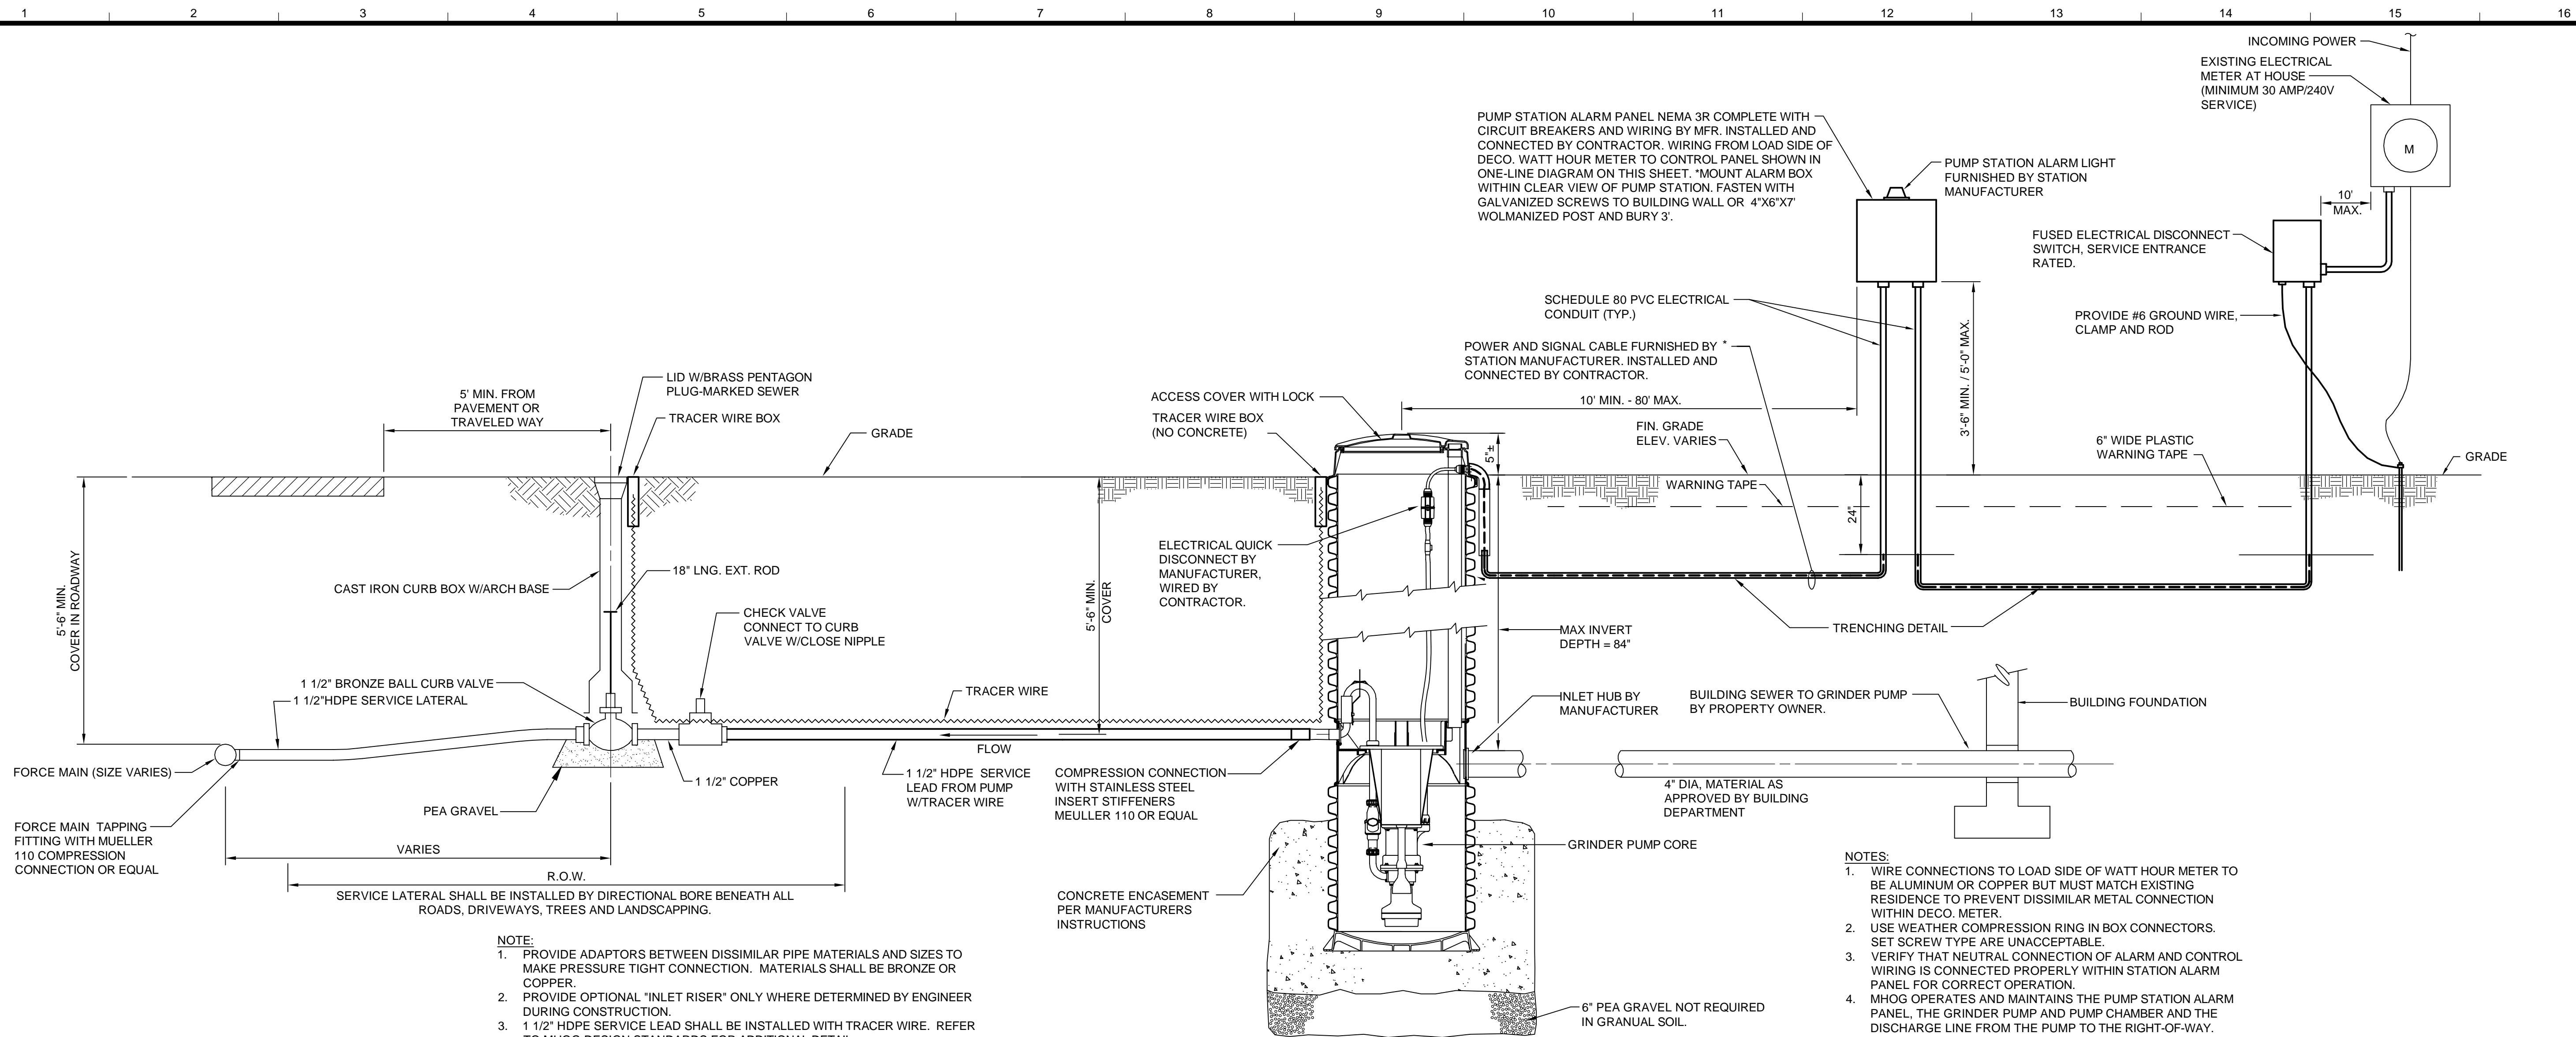 1 2 3 4 5 6 7 8 9 10 11 12 13 14 15 16
INCOMING POWER
EXISTING ELECTRICAL
METER AT HOUSE
(MINIMUM 30 AMP/240V
SERVICE)
M
PUMP STATION ALARM PANEL NEMA 3R COMPLETE WITH
CIRCUIT BREAKERS AND WIRING BY MFR. INSTALLED AND
CONNECTED BY CONTRACTOR. WIRING FROM LOAD SIDE OF
DECO. WATT HOUR METER TO CONTROL PANEL SHOWN IN
ONE-LINE DIAGRAM ON THIS SHEET. *MOUNT ALARM BOX
WITHIN CLEAR VIEW OF PUMP STATION. FASTEN WITH
GALVANIZED SCREWS TO BUILDING WALL OR 4"X6"X7'
WOLMANIZED POST AND BURY 3'.
PUMP STATION ALARM LIGHT
FURNISHED BY STATION
MANUFACTURER
10'
MAX.
FUSED ELECTRICAL DISCONNECT
SWITCH, SERVICE ENTRANCE
RATED.
SCHEDULE 80 PVC ELECTRICAL
CONDUIT (TYP.)
PROVIDE #6 GROUND WIRE,
CLAMP AND ROD
3'-6" MIN. / 5'-0" MAX.
POWER AND SIGNAL CABLE FURNISHED BY *
STATION MANUFACTURER. INSTALLED AND
CONNECTED BY CONTRACTOR.
LID W/BRASS PENTAGON
PLUG-MARKED SEWER
5' MIN. FROM
PAVEMENT OR
TRAVELED WAY
TRACER WIRE BOX
GRADE
ACCESS COVER WITH LOCK
TRACER WIRE BOX
(NO CONCRETE)
10' MIN. - 80' MAX.
5"±
FIN. GRADE
ELEV. VARIES
6" WIDE PLASTIC
WARNING TAPE
GRADE
WARNING TAPE
24"
5'-6" MIN.
COVER IN ROADWAY
CAST IRON CURB BOX W/ARCH BASE
18" LNG. EXT. ROD
CHECK VALVE
CONNECT TO CURB
VALVE W/CLOSE NIPPLE
5'-6" MIN.
COVER
ELECTRICAL QUICK
DISCONNECT BY
MANUFACTURER,
WIRED BY
CONTRACTOR.
MAX INVERT
DEPTH = 84"
TRENCHING DETAIL
1 1/2" BRONZE BALL CURB VALVE
1 1/2"HDPE SERVICE LATERAL
TRACER WIRE
INLET HUB BY
MANUFACTURER
BUILDING SEWER TO GRINDER PUMP
BY PROPERTY OWNER.
BUILDING FOUNDATION
FLOW
FORCE MAIN (SIZE VARIES)
1 1/2" COPPER
1 1/2" HDPE SERVICE
LEAD FROM PUMP
W/TRACER WIRE
COMPRESSION CONNECTION
WITH STAINLESS STEEL
INSERT STIFFENERS
MEULLER 110 OR EQUAL
4" DIA, MATERIAL AS
APPROVED BY BUILDING
DEPARTMENT
PEA GRAVEL
FORCE MAIN TAPPING
FITTING WITH MUELLER
110 COMPRESSION
CONNECTION OR EQUAL
VARIES
GRINDER PUMP CORE
R.O.W.
SERVICE LATERAL SHALL BE INSTALLED BY DIRECTIONAL BORE BENEATH ALL
ROADS, DRIVEWAYS, TREES AND LANDSCAPPING.
CONCRETE ENCASEMENT
PER MANUFACTURERS
INSTRUCTIONS
NOTE:
1. PROVIDE ADAPTORS BETWEEN DISSIMILAR PIPE MATERIALS AND SIZES TO
MAKE PRESSURE TIGHT CONNECTION. MATERIALS SHALL BE BRONZE OR
COPPER.
2. PROVIDE OPTIONAL "INLET RISER" ONLY WHERE DETERMINED BY ENGINEER
DURING CONSTRUCTION.
3. 1 1/2" HDPE SERVICE LEAD SHALL BE INSTALLED WITH TRACER WIRE. REFER
TO MHOG DESIGN STANDARDS FOR ADDITIONAL DETAIL
6" PEA GRAVEL NOT REQUIRED
IN GRANUAL SOIL.
NOTES:
1. WIRE CONNECTIONS TO LOAD SIDE OF WATT HOUR METER TO
BE ALUMINUM OR COPPER BUT MUST MATCH EXISTING
RESIDENCE TO PREVENT DISSIMILAR METAL CONNECTION
WITHIN DECO. METER.
2. USE WEATHER COMPRESSION RING IN BOX CONNECTORS.
SET SCREW TYPE ARE UNACCEPTABLE.
3. VERIFY THAT NEUTRAL CONNECTION OF ALARM AND CONTROL
WIRING IS CONNECTED PROPERLY WITHIN STATION ALARM
PANEL FOR CORRECT OPERATION.
4. MHOG OPERATES AND MAINTAINS THE PUMP STATION ALARM
PANEL, THE GRINDER PUMP AND PUMP CHAMBER AND THE
DISCHARGE LINE FROM THE PUMP TO THE RIGHT-OF-WAY.